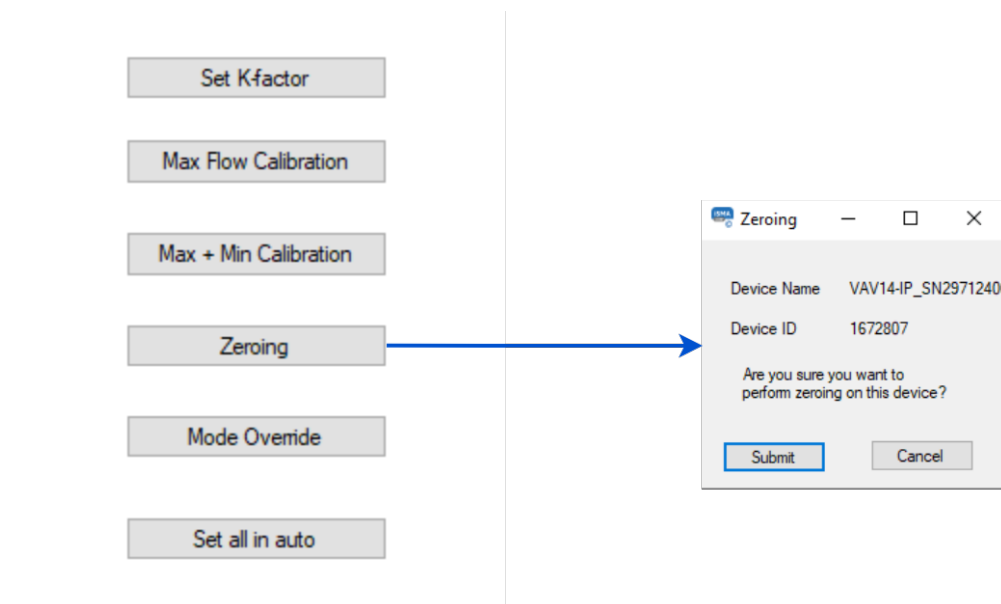 Set K-factor
Max Flow Calibration
Max + Min Calibration
Zeroing
Mode Override
Set all in auto
Zeroing
Device Name VAV14-IP_SN2971240
Device ID 1672807
Are you sure you want to
perform zeroing on this device?
Submit Cancel